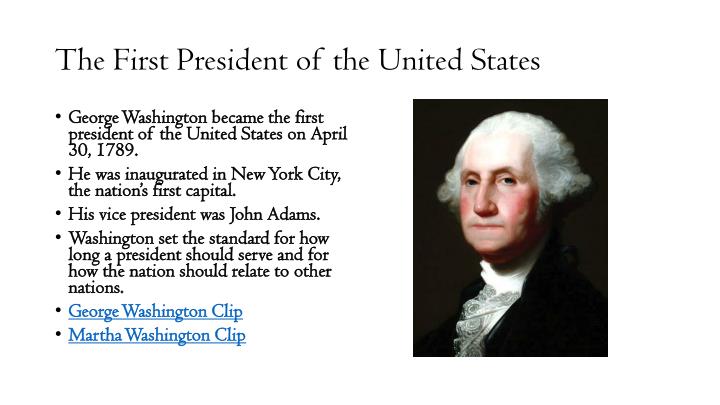 The First President of the United States
• George Washington became the first
president of the United States on April
30, 1789.
• He was inaugurated in New York City,
the nation's first capital.
• His vice president was John Adams.
• Washington set the standard for how
long a president should serve and for
how the nation should relate to other
nations.
• George Washington Clip
• Martha Washington Clip